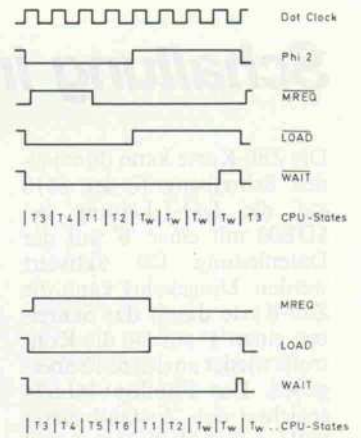 Dot Clock
Phi 2
MREQ
LOAD
WAIT
| T3 | T4 | T1 | T2 | Tw | Tw | Tw | Tw | T3 CPU-States
MREQ
LOAD
WAIT
| T3 | T4 | T5 | T6 | T1 | T2 | Tw | Tw ... CPU-States